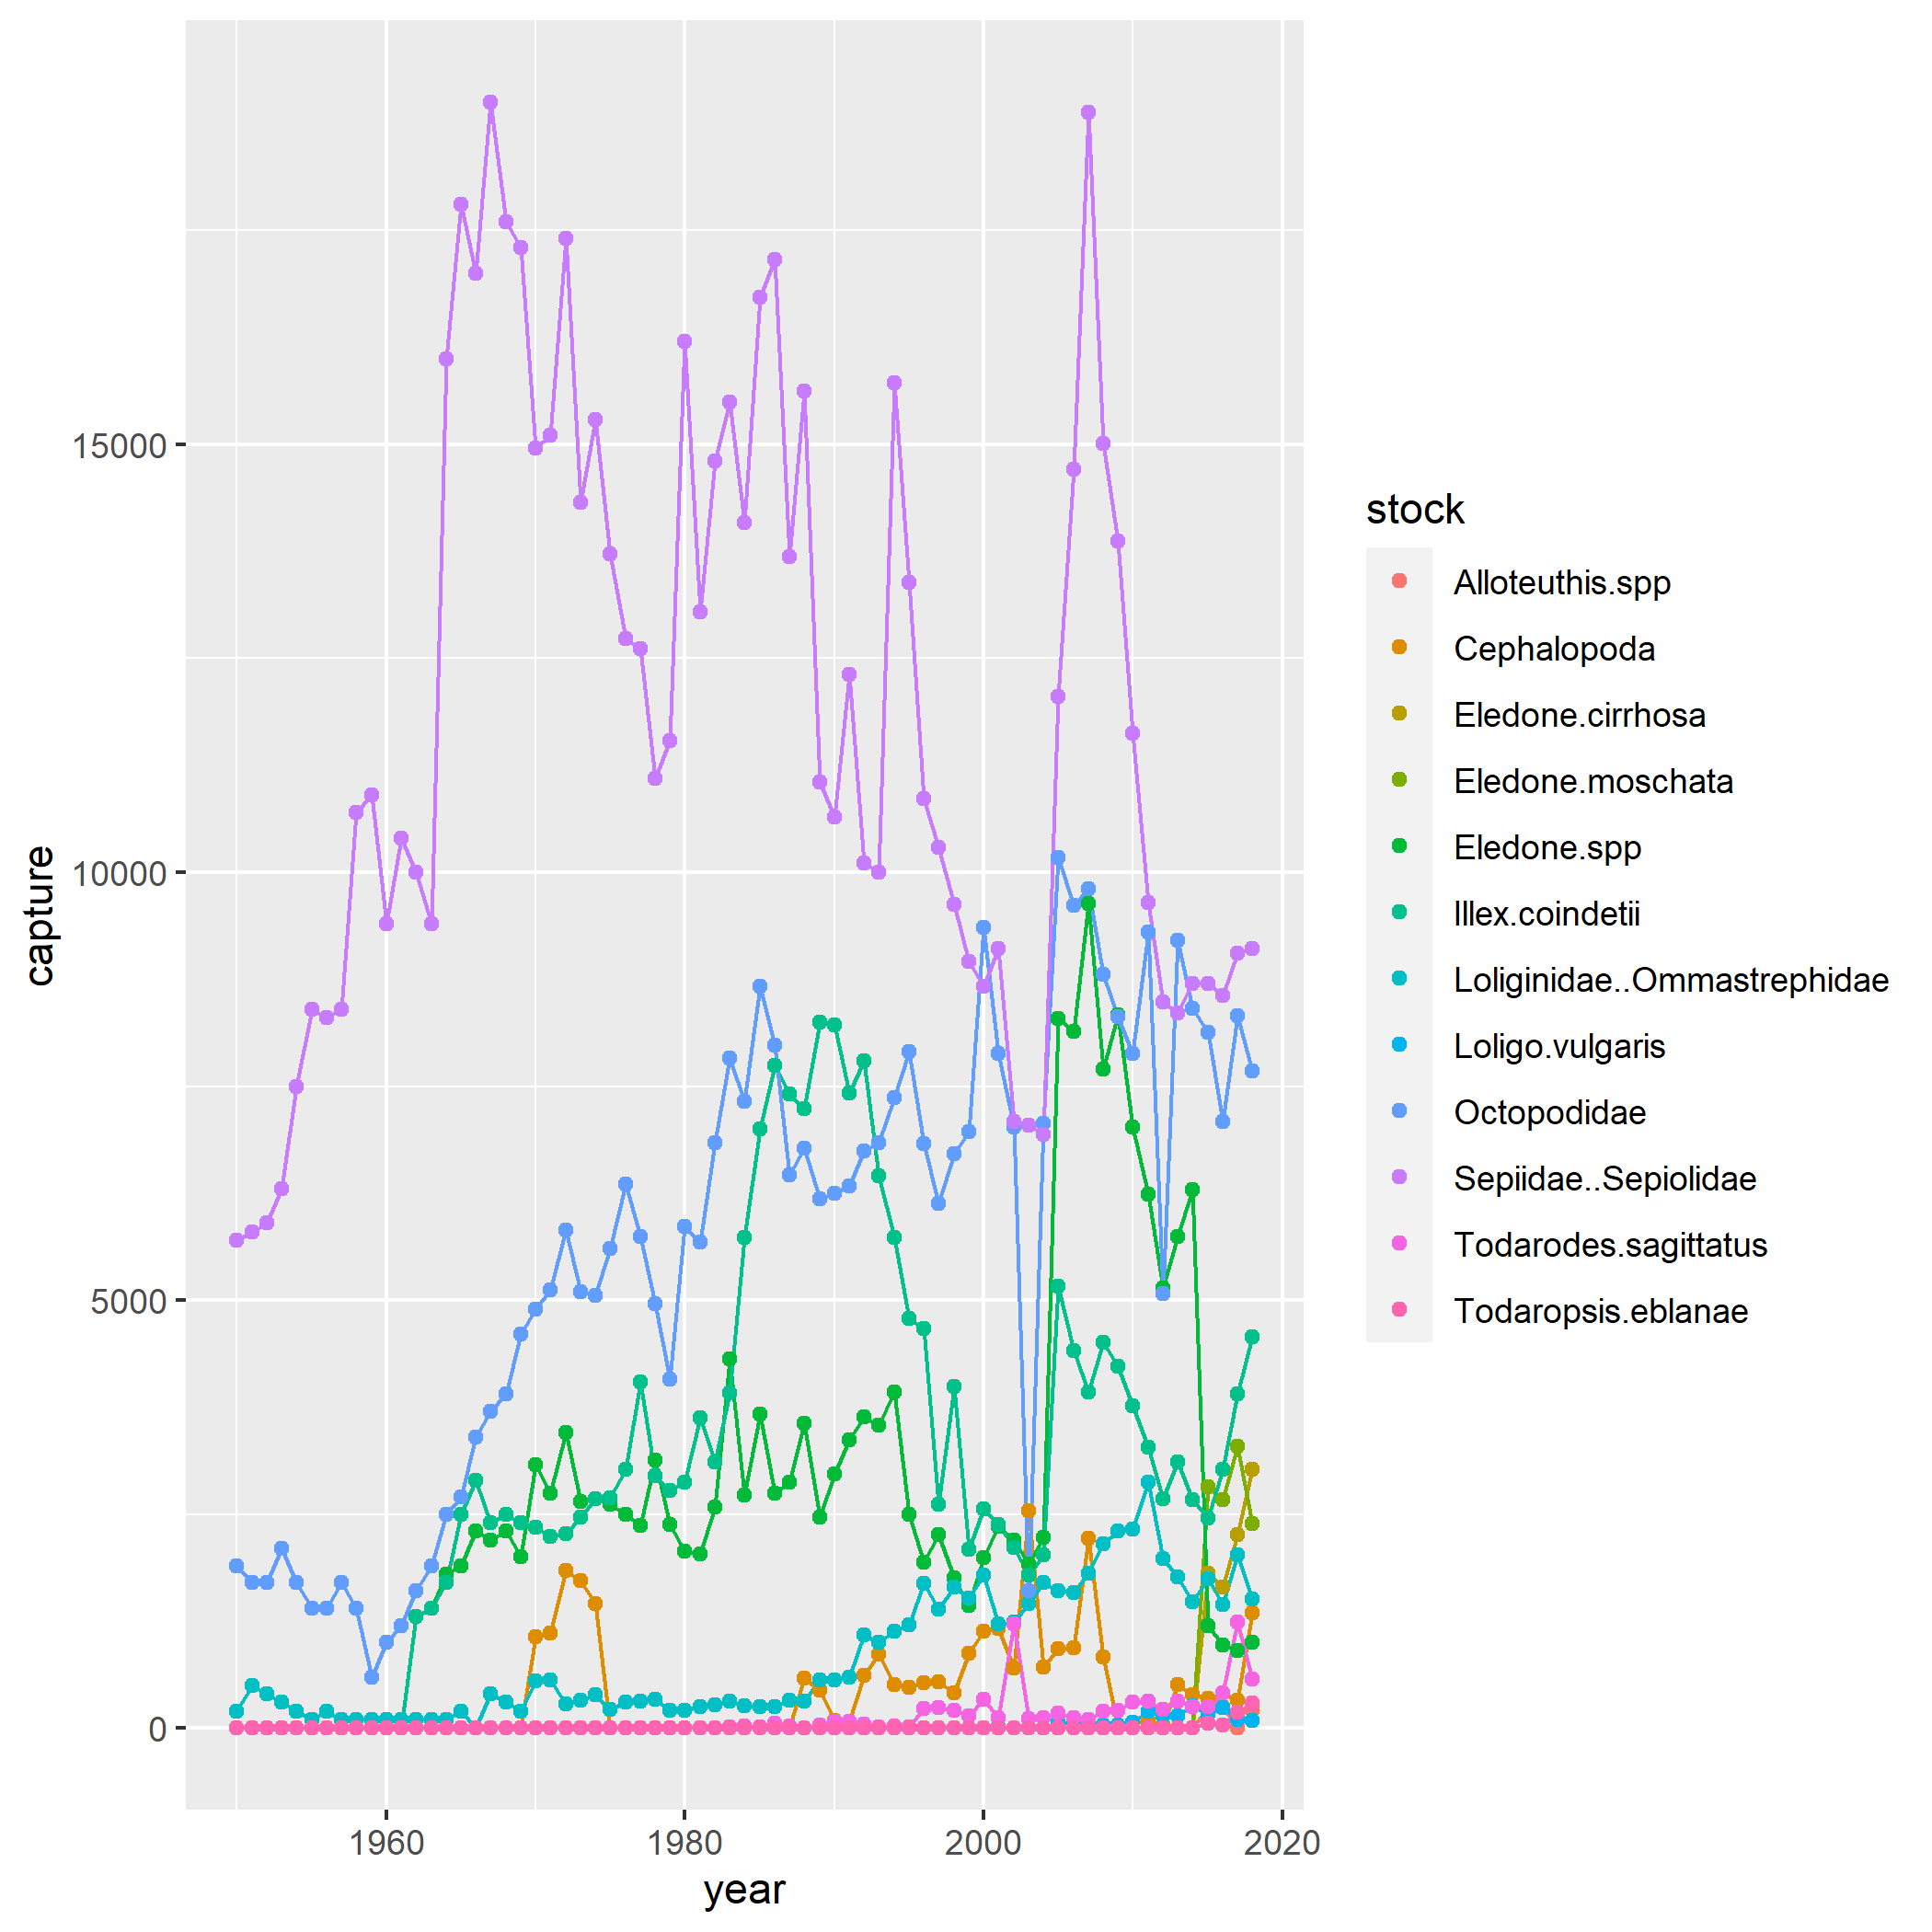 capture
15000
10000
5000
0
1960
1980
2000
2020
year
stock
Alloteuthis.spp
Cephalopoda
Eledone.cirrhosa
Eledone.moschata
Eledone.spp
Illex.coindetii
Loliginidae..Ommastrephidae
Loligo.vulgaris
Octopodidae
Sepiidae..Sepiolidae
Todarodes.sagittatus
Todaropsis.eblanae